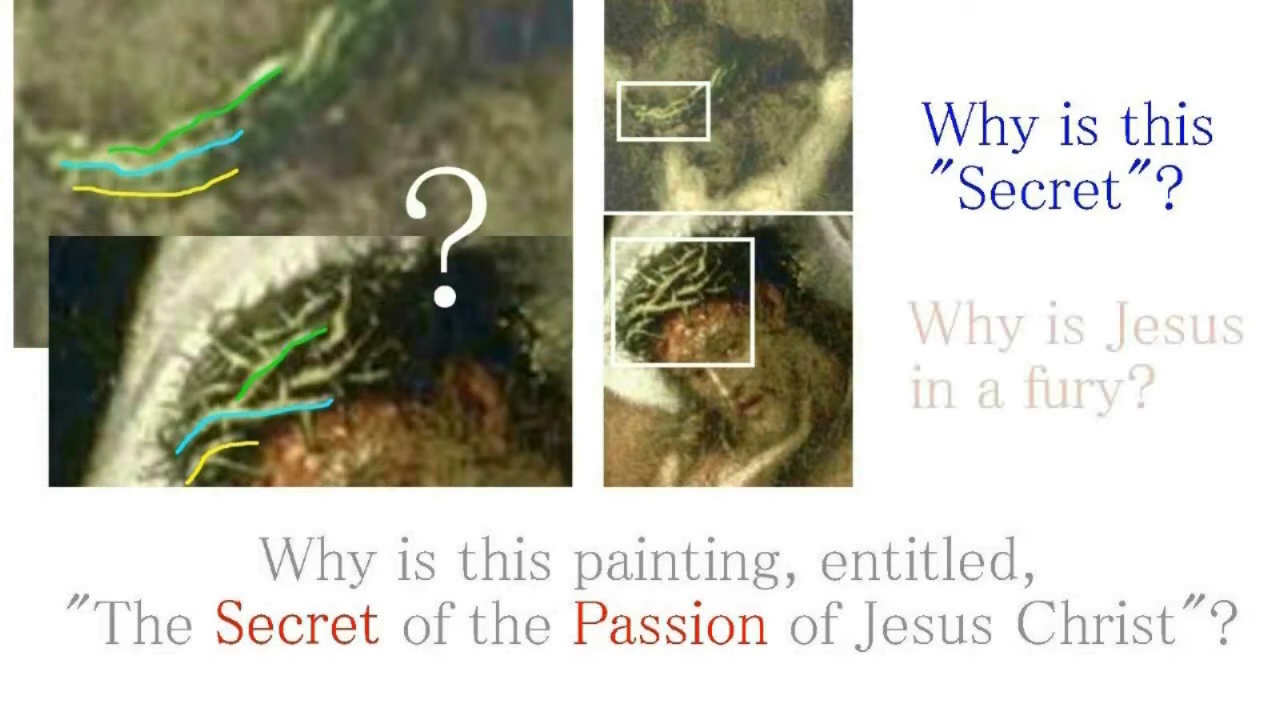 ?
Why is this
"Secret"?
Why is Jesus
in a fury?
Why is this painting, entitled,
"The Secret of the Passion of Jesus Christ"?